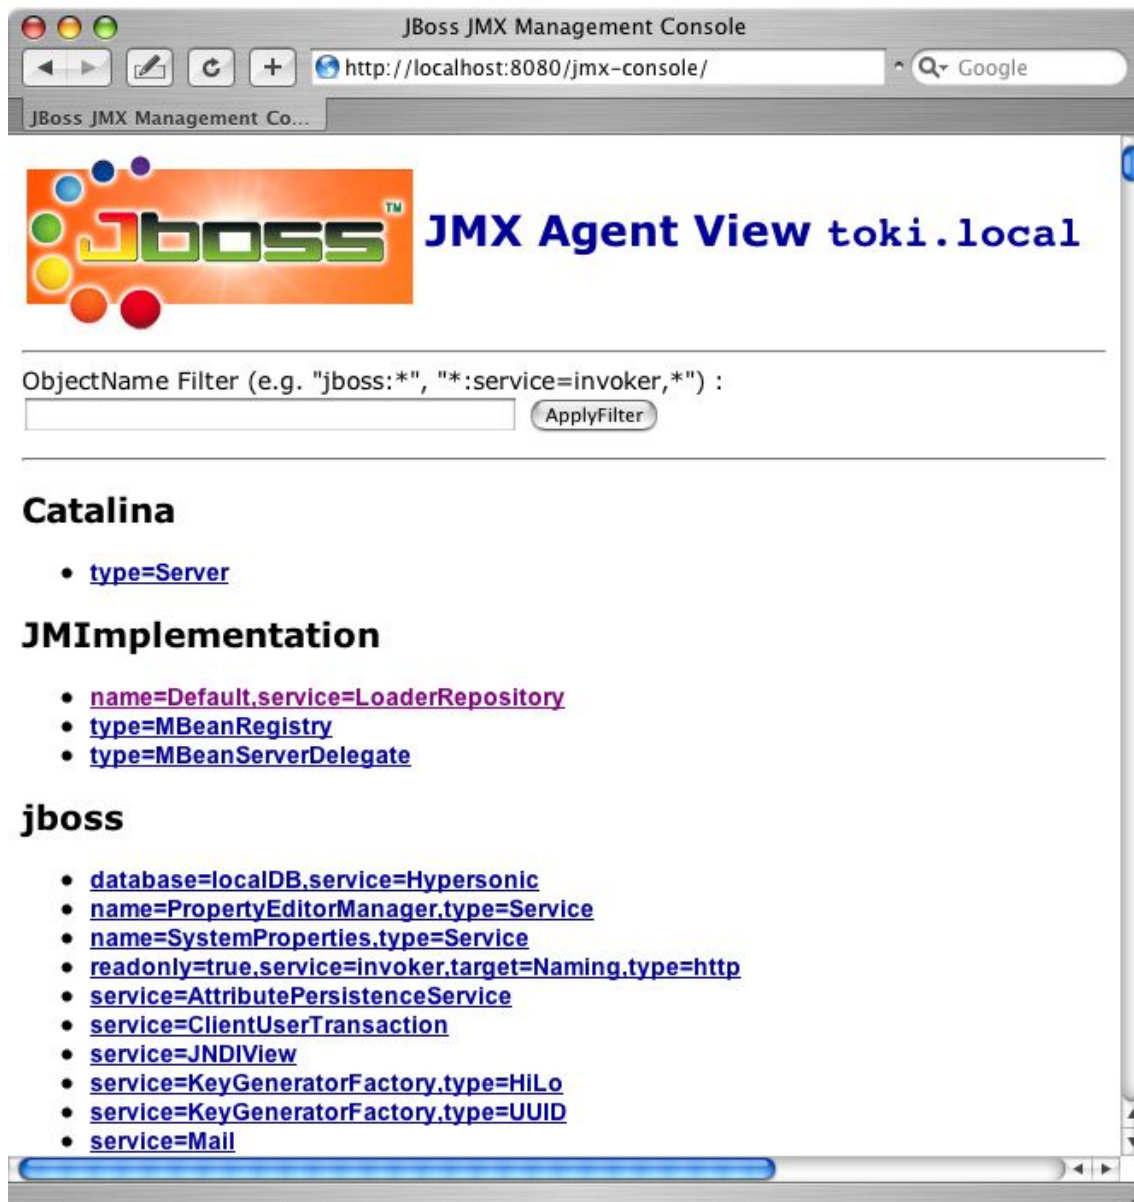 JBoss JMX Management Console
http://localhost:8080/jmx-console/
Google
JBoss JMX Management Co...
Jboss TM
JMX Agent View toki.local
ObjectName Filter (e.g. "jboss:*", "*:service=invoker,*") :
ApplyFilter
Catalina
• type=Server
JMImplementation
• name=Default,service=LoaderRepository
• type=MBeanRegistry
• type=MBeanServerDelegate
jboss
• database=localDB,service=Hypersonic
• name=PropertyEditorManager,type=Service
• name=SystemProperties,type=Service
• readonly=true,service=invoker,target=Naming,type=http
• service=AttributePersistenceService
• service=ClientUserTransaction
• service=JNDIView
• service=KeyGeneratorFactory,type=HiLo
• service=KeyGeneratorFactory,type=UUID
• service=Mail